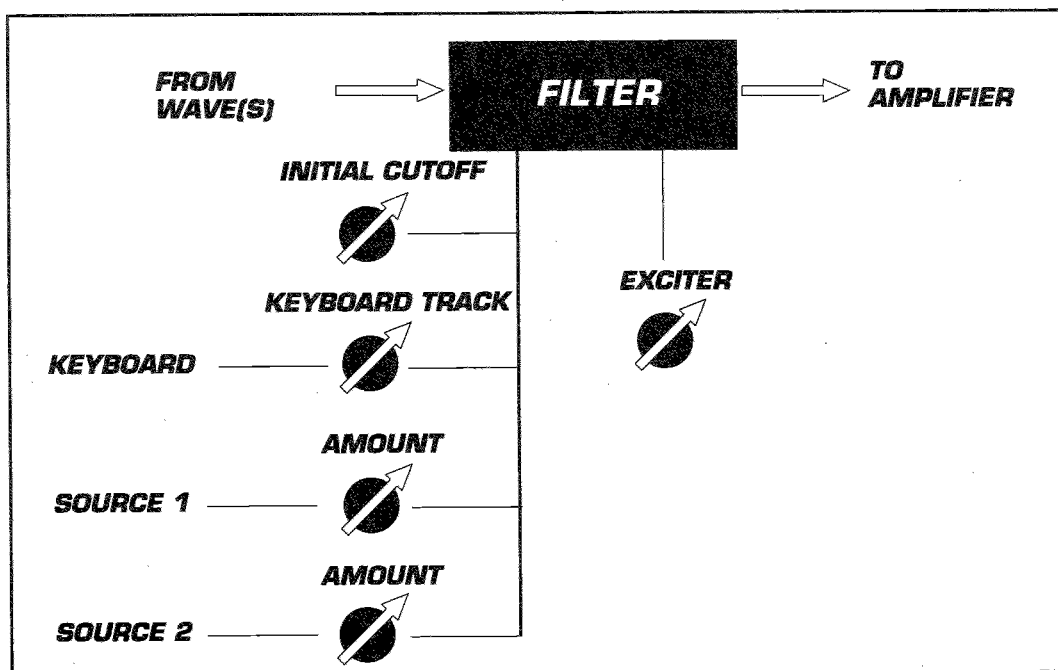 FROM
WAVE(S)
FILTER
TO
AMPLIFIER
INITIAL CUTOFF
KEYBOARD TRACK
EXCITER
KEYBOARD
AMOUNT
SOURCE 1
AMOUNT
SOURCE 2